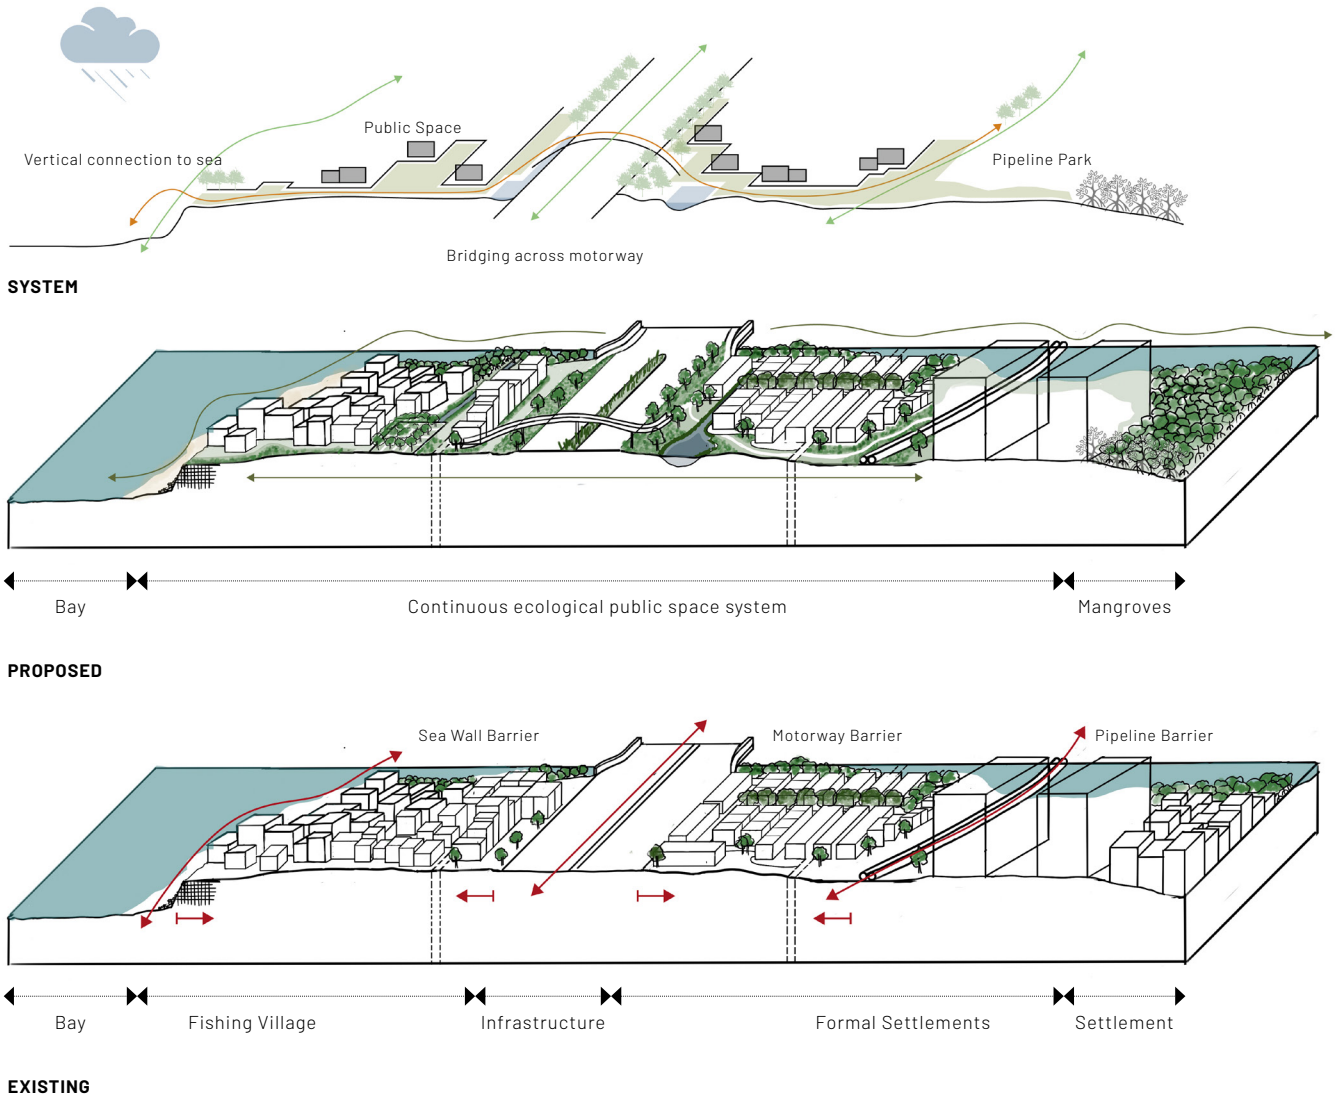 Public Space
Vertical connection to sea
Pipeline Park
Bridging across motorway
SYSTEM
Bay
Continuous ecological public space system
Mangroves
PROPOSED
Sea Wall Barrier
Motorway Barrier
Pipeline Barrier
Bay
Fishing Village
Infrastructure
Formal Settlements
Settlement
EXISTING